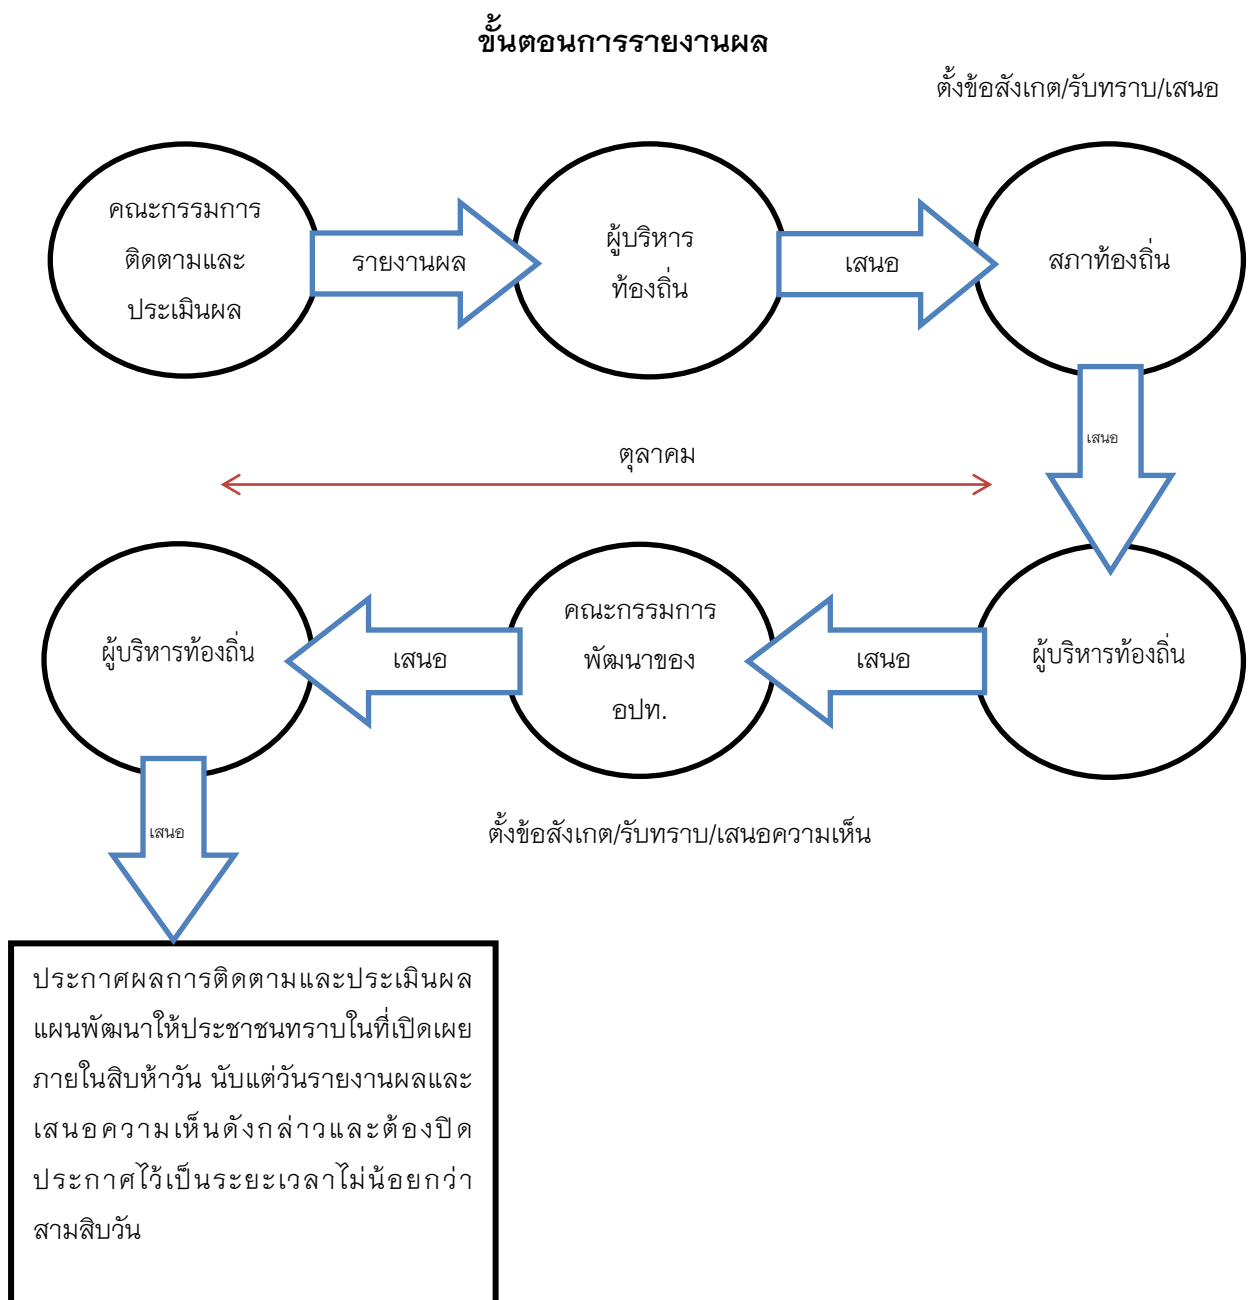 ขั้นตอนการรายงานผล
ตั้งข้อสังเกต/รับทราบ/เสนอ
คณะกรรมการ
ติดตามและ
ประเมินผล
รายงานผล
ผู้บริหาร
ท้องถิ่น
เสนอ
สภาท้องถิ่น
เสนอ
ตุลาคม
ผู้บริหารท้องถิ่น
เสนอ
คณะกรรมการ
พัฒนาของ
อปท.
เสนอ
ผู้บริหารท้องถิ่น
ตั้งข้อสังเกต/รับทราบ/เสนอความเห็น
เสนอ
ประกาศผลการติดตามและประเมินผล
แผนพัฒนาให้ประชาชนทราบในที่เปิดเผย
ภายในสิบห้าวัน นับแต่วันรายงานผลและ
เสนอความเห็นดังกล่าวและต้องปิด
ประกาศไว้เป็นระยะเวลาไม่น้อยกว่า
สามสิบวัน